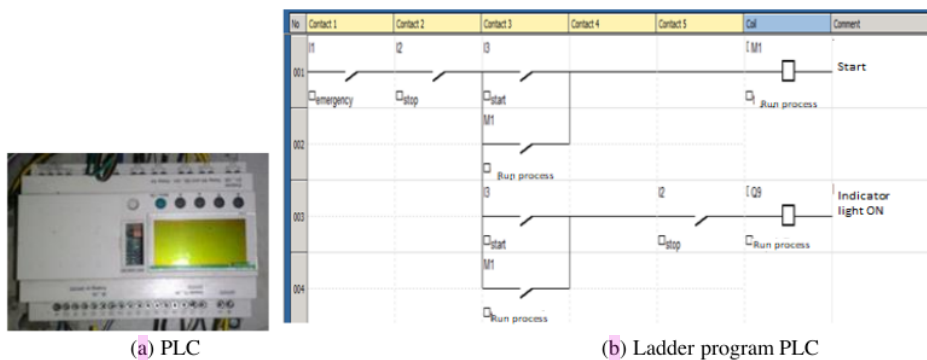 No Contact 1 Contact 2 Contact 3 Contact 4 Contact 5 Coil Comment
I1 I2 I3 [ M1
001 Start
emergency stop start Run process
M1
002
Run process
I3 I2 [ Q9 Indicator
003 light ON
start stop Run process
M1
004
Run process
(a) PLC (b) Ladder program PLC